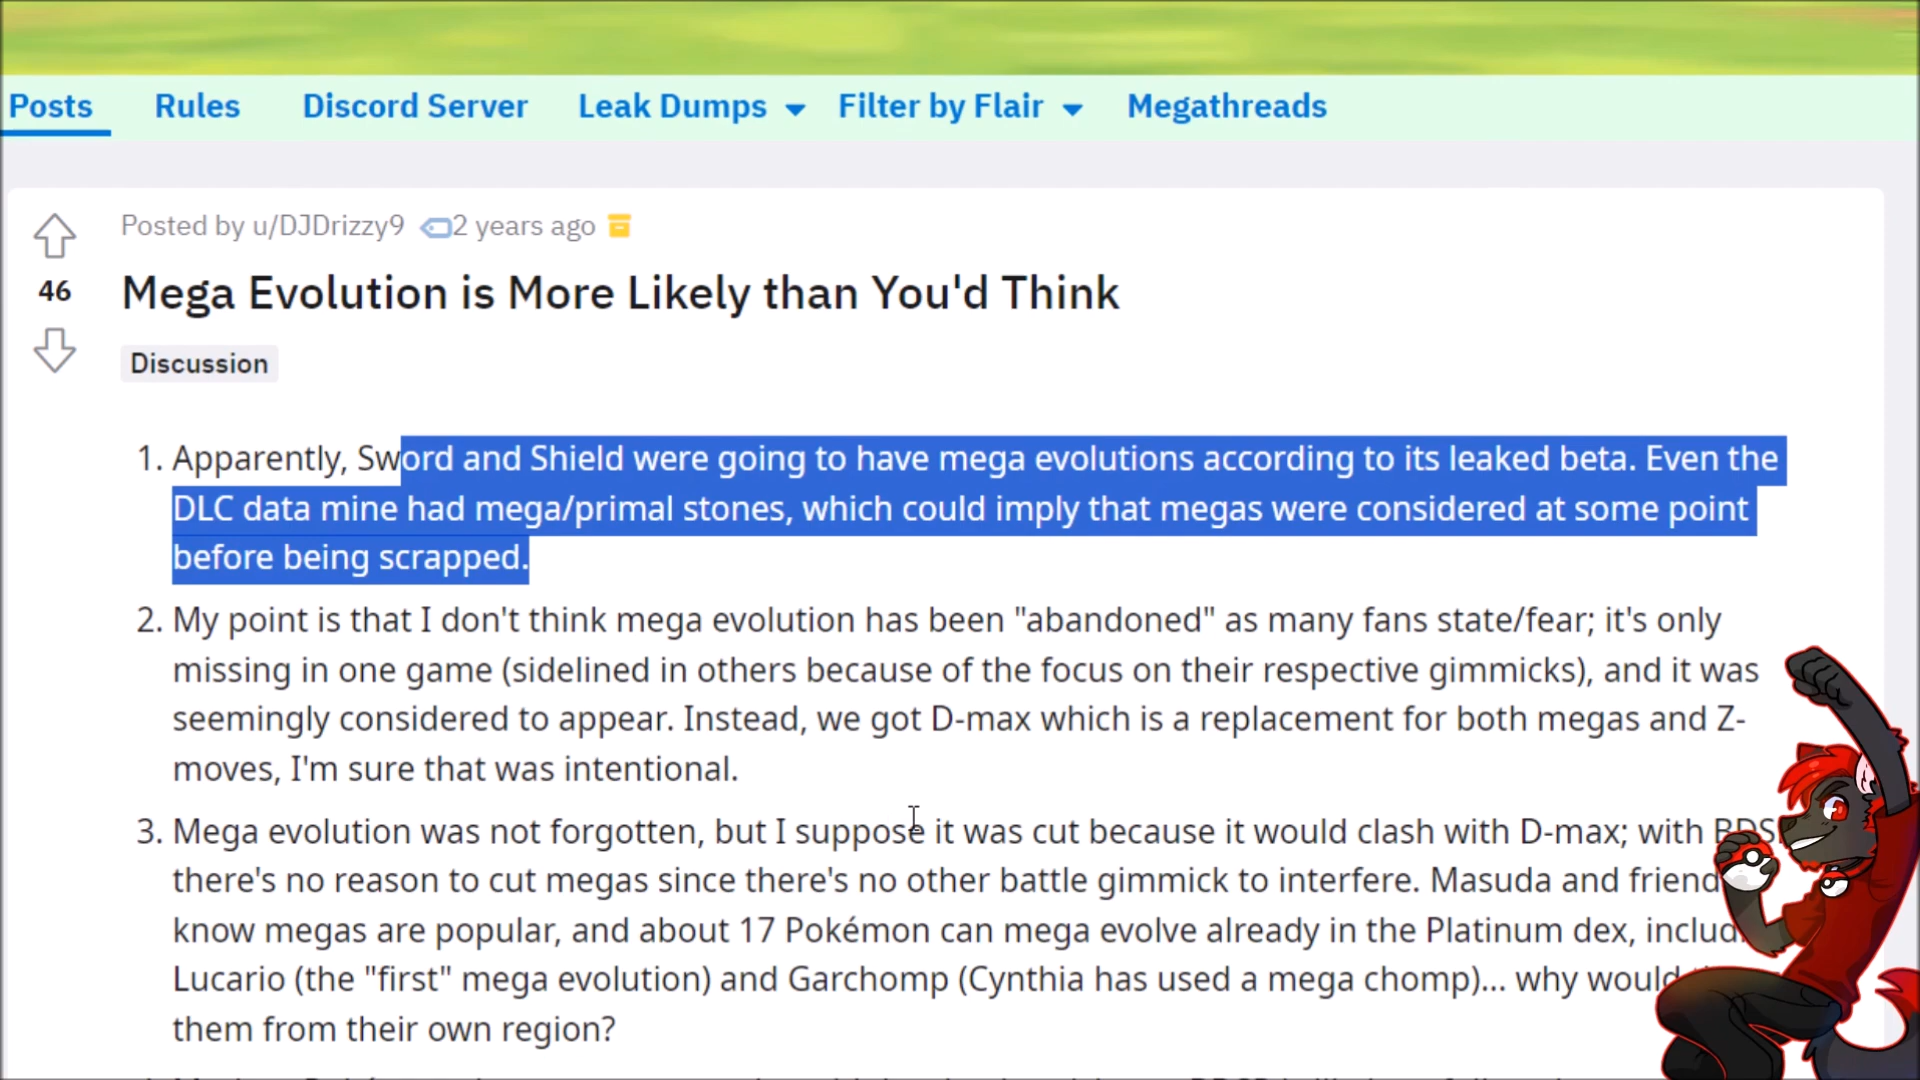 Posts Rules Discord Server Leak Dumps Filter by Flair Megathreads
Posted by u/DJDrizzy9 2 years ago
46
Mega Evolution is More Likely than You'd Think
Discussion
1. Apparently, Sword and Shield were going to have mega evolutions according to its leaked beta. Even the
DLC data mine had mega/primal stones, which could imply that megas were considered at some point
before being scrapped.
2. My point is that I don't think mega evolution has been "abandoned" as many fans state/fear; it's only
missing in one game (sidelined in others because of the focus on their respective gimmicks), and it was
seemingly considered to appear. Instead, we got D-max which is a replacement for both megas and Z-
moves, I'm sure that was intentional.
3. Mega evolution was not forgotten, but I suppose it was cut because it would clash with D-max; with
there's no reason to cut megas since there's no other battle gimmick to interfere. Masuda and friend
know megas are popular, and about 17 Pokémon can mega evolve already in the Platinum dex,
Lucario (the "first" mega evolution) and Garchomp (Cynthia has used a mega chomp)... why would
them from their own region?